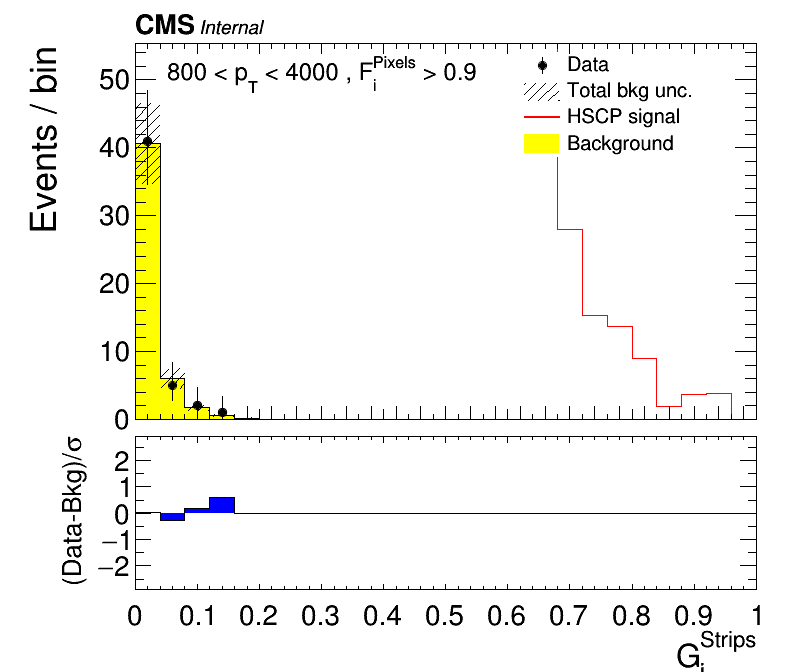 CMS Internal
800 < p_T < 4000 , F_i^Pixels > 0.9
Data
Total bkg unc.
HSCP signal
Background
Events / bin
50
40
30
20
10
0
(Data-Bkg)/σ
2
1
0
−1
−2
0 0.1 0.2 0.3 0.4 0.5 0.6 0.7 0.8 0.9 1
G_i^Strips